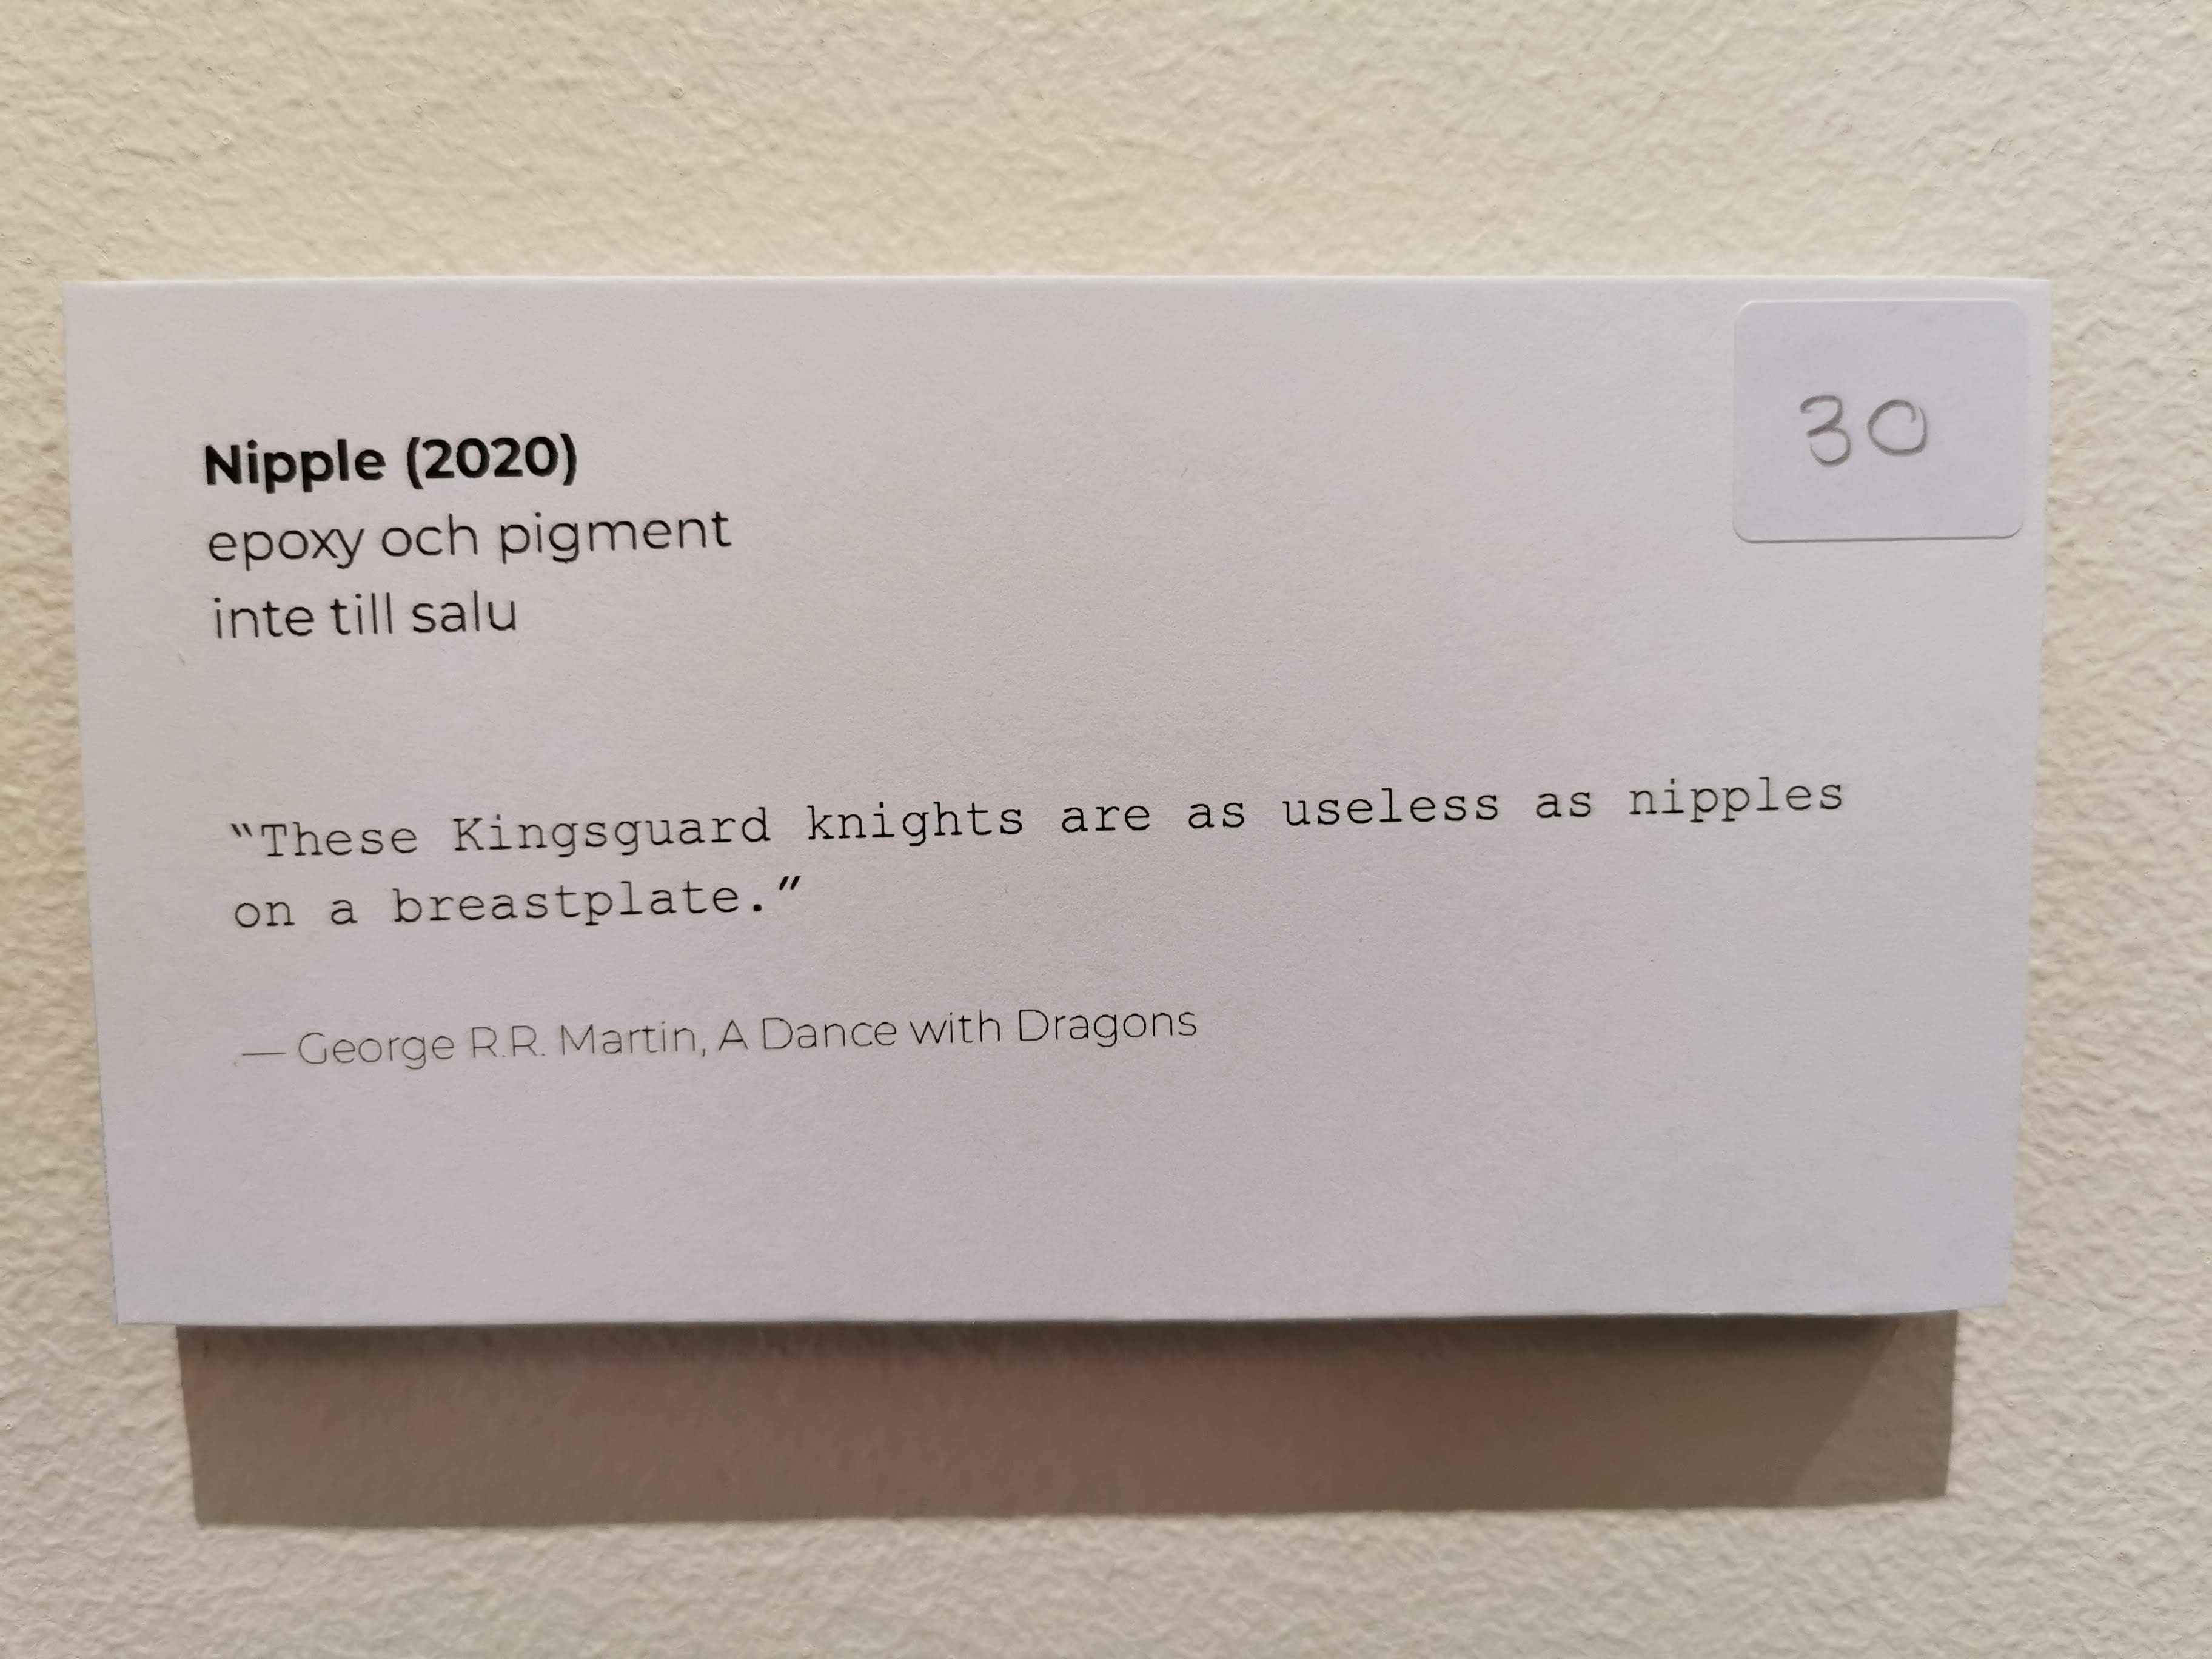 30
Nipple (2020)
epoxy och pigment
inte till salu
“These Kingsguard knights are as useless as nipples
on a breastplate.”
— George R.R. Martin, A Dance with Dragons